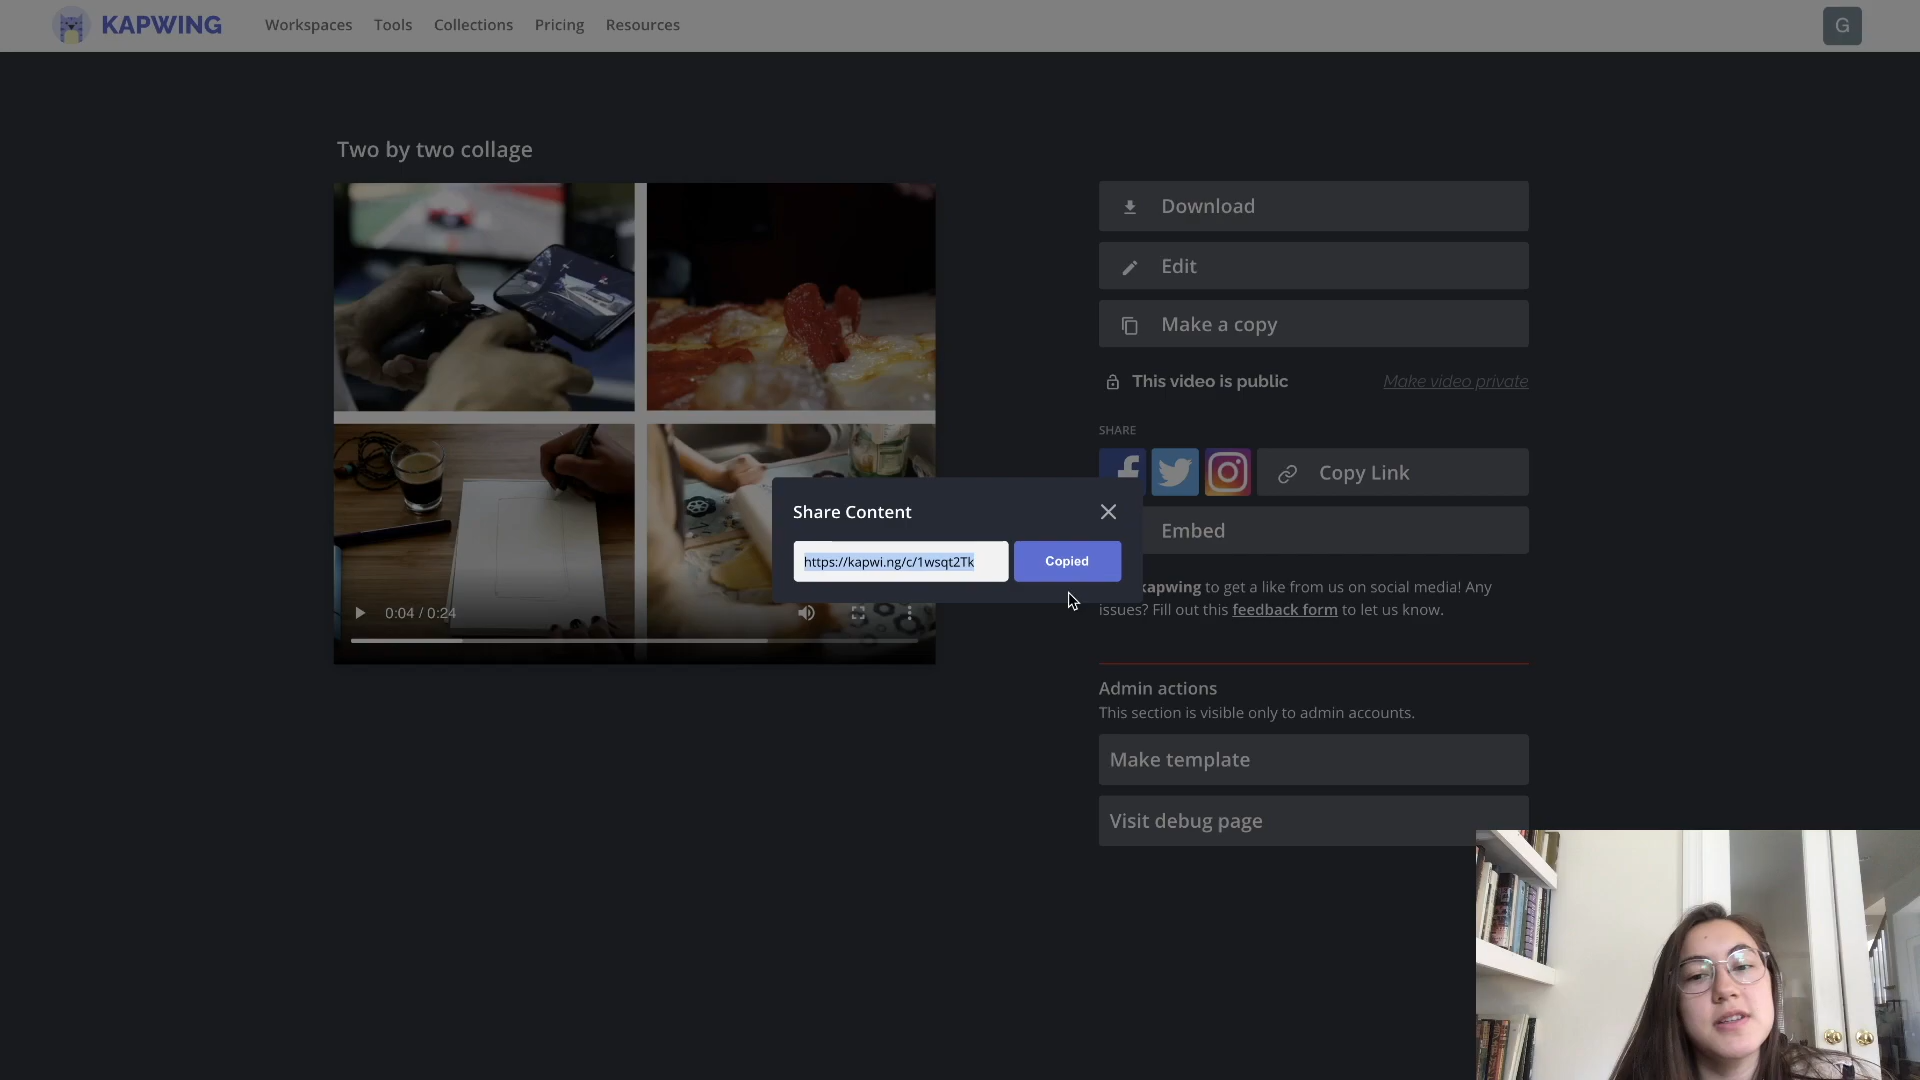 KAPWING
Workspaces
Tools
Collections
Pricing
Resources
G
Two by two collage
Download
Edit
Make a copy
This video is public
Make video private
SHARE
Copy Link
Share Content
https://kapwi.ng/c/1wsqt2Tk
Copied
Embed
kapwing to get a like from us on social media! Any
issues? Fill out this feedback form to let us know.
0:04 / 0:24
Admin actions
This section is visible only to admin accounts.
Make template
Visit debug page